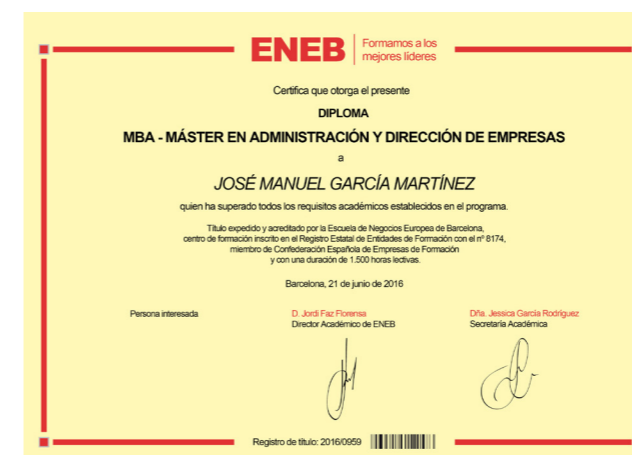 ENEB Formamos a los
mejores líderes
Certifica que otorga el presente
DIPLOMA
MBA - MÁSTER EN ADMINISTRACIÓN Y DIRECCIÓN DE EMPRESAS
a
JOSÉ MANUEL GARCÍA MARTÍNEZ
quien ha superado todos los requisitos académicos establecidos en el programa.
Título expedido y acreditado por la Escuela de Negocios Europea de Barcelona,
centro de formación inscrito en el Registro Estatal de Entidades de Formación con el nº 8174,
miembro de Confederación Española de Empresas de Formación
y con una duración de 1.500 horas lectivas.
Barcelona, 21 de junio de 2016
Persona interesada
D. Jordi Faz Florensa
Director Académico de ENEB
Dña. Jessica García Rodríguez
Secretaría Académica
Registro de título: 2016/0959